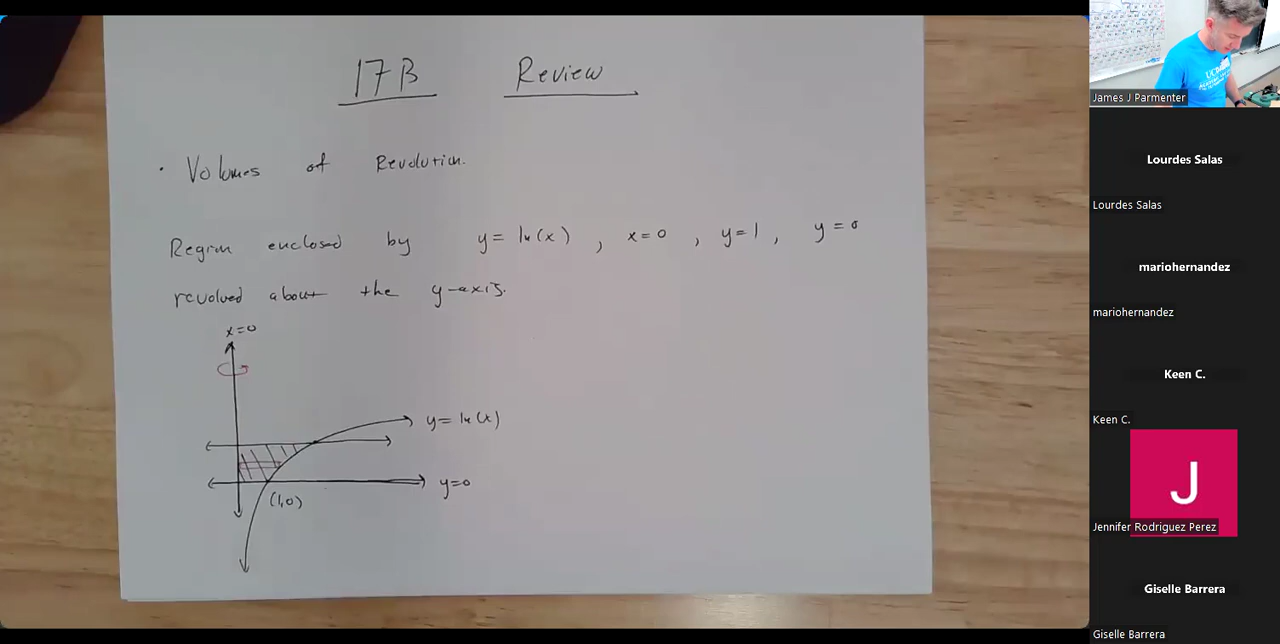 17B Review
· Volumes of Revolution.
Region enclosed by y = ln(x) , x=0 , y=1 , y=0
revolved about the y-axis.
x=0
y= ln(x)
y=0
(1,0)
James J Parmenter
Lourdes Salas
Lourdes Salas
mariohernandez
mariohernandez
Keen C.
Keen C.
J
Jennifer Rodriguez Perez
Giselle Barrera
Giselle Barrera